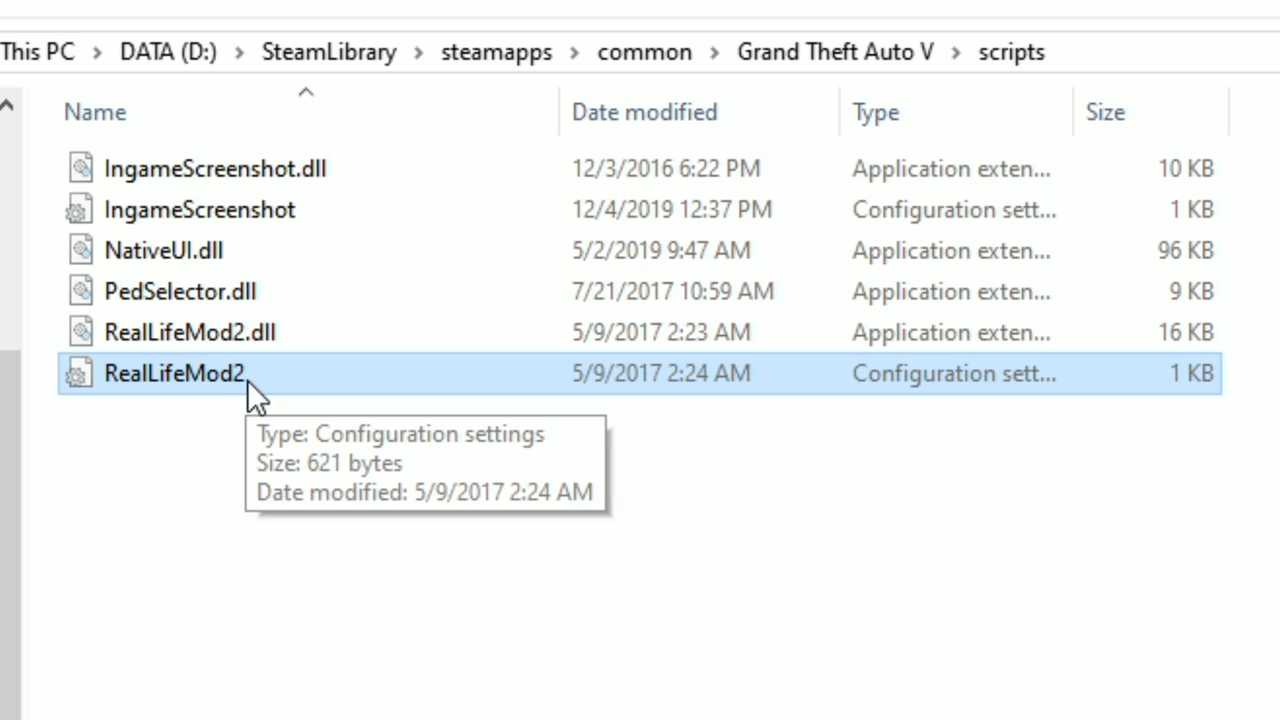 This PC > DATA (D:) > SteamLibrary > steamapps > common > Grand Theft Auto V > scripts
Name Date modified Type Size
IngameScreenshot.dll 12/3/2016 6:22 PM Application exten... 10 KB
IngameScreenshot 12/4/2019 12:37 PM Configuration sett... 1 KB
NativeUI.dll 5/2/2019 9:47 AM Application exten... 96 KB
PedSelector.dll 7/21/2017 10:59 AM Application exten... 9 KB
RealLifeMod2.dll 5/9/2017 2:23 AM Application exten... 16 KB
RealLifeMod2 5/9/2017 2:24 AM Configuration sett... 1 KB
Type: Configuration settings
Size: 621 bytes
Date modified: 5/9/2017 2:24 AM